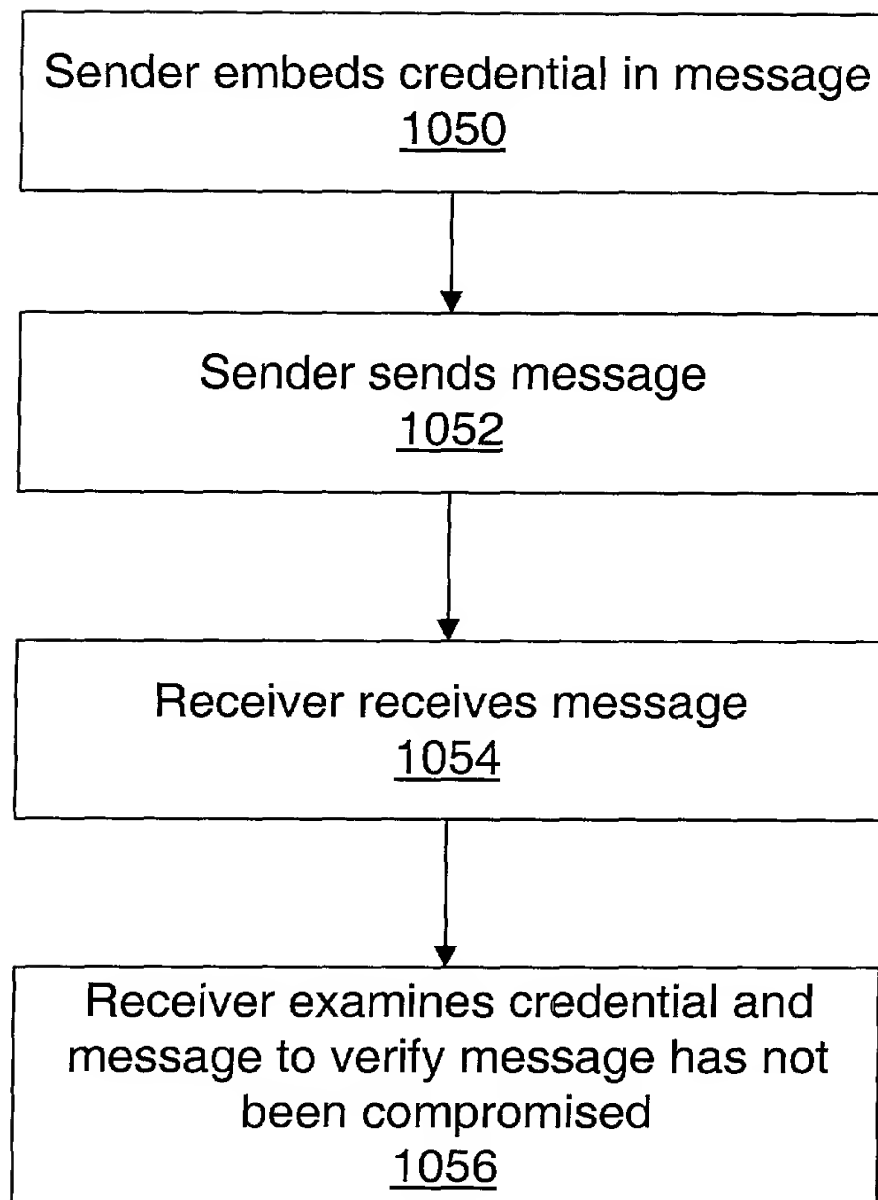 Sender embeds credential in message
1050
Sender sends message
1052
Receiver receives message
1054
Receiver examines credential and
message to verify message has not
been compromised
1056